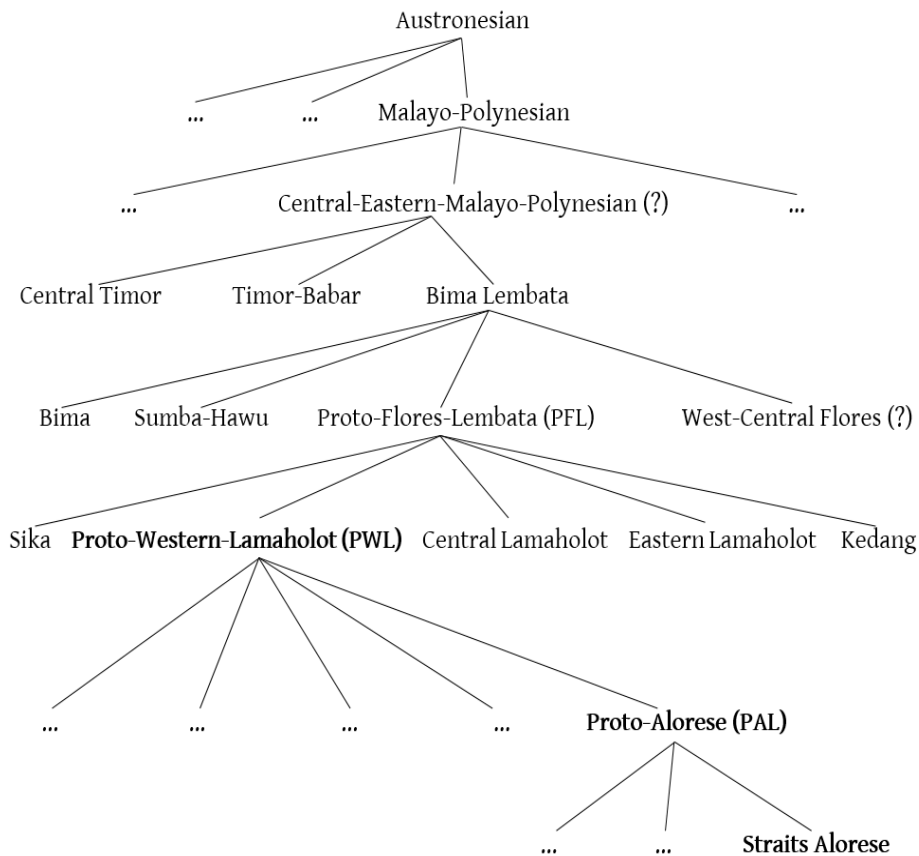 Austronesian
... ... Malayo-Polynesian
... Central-Eastern-Malayo-Polynesian (?) ...
Central Timor Timor-Babar Bima Lembata
Bima Sumba-Hawu Proto-Flores-Lembata (PFL) West-Central Flores (?)
Sika Proto-Western-Lamaholot (PWL) Central Lamaholot Eastern Lamaholot Kedang
... ... ... ... Proto-Alorese (PAL)
... ... Straits Alorese